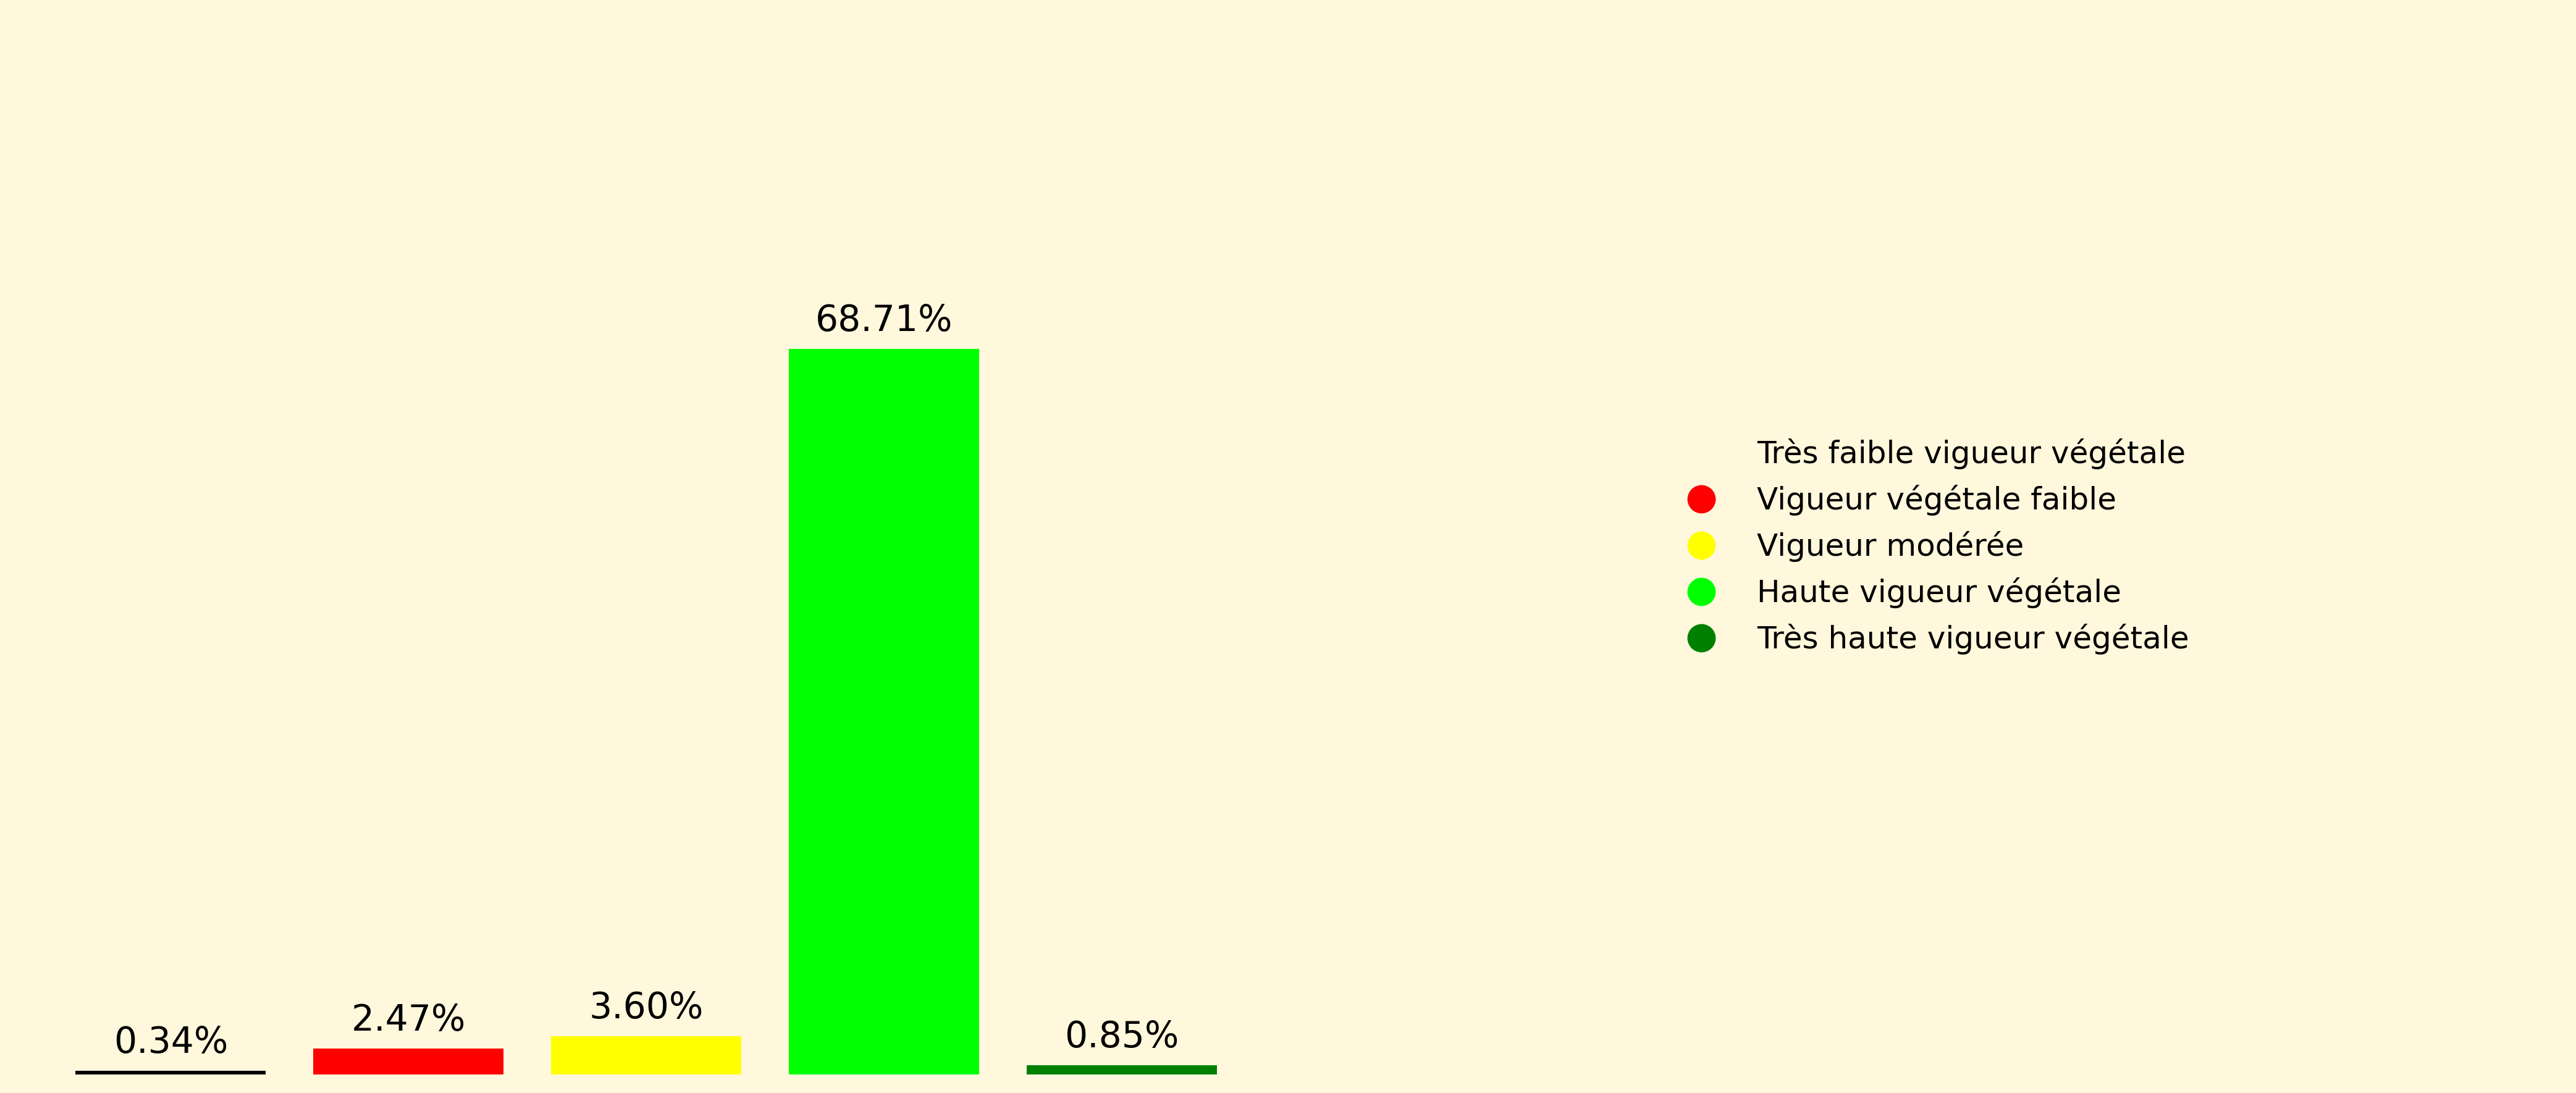 68.71%
0.34%
2.47%
3.60%
0.85%
Très faible vigueur végétale
Vigueur végétale faible
Vigueur modérée
Haute vigueur végétale
Très haute vigueur végétale